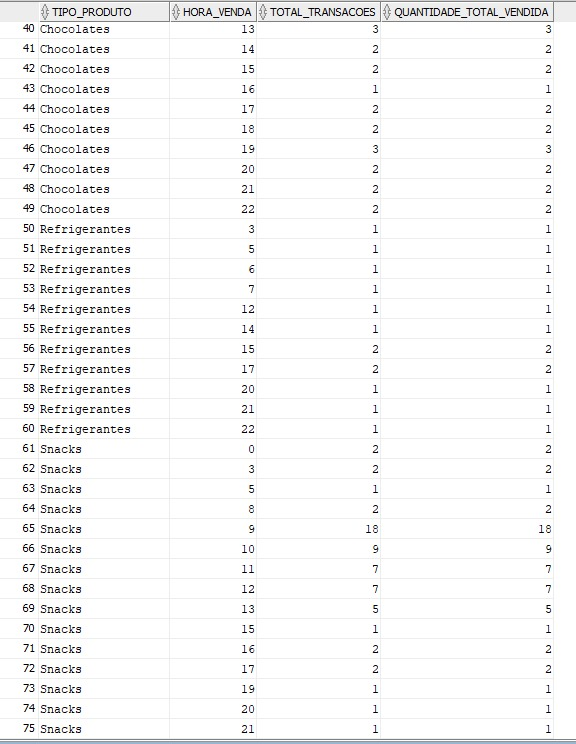 TIPO_PRODUTO HORA_VENDA TOTAL_TRANSACOES QUANTIDADE_TOTAL_VENDIDA
40 Chocolates 13 3 3
41 Chocolates 14 2 2
42 Chocolates 15 2 2
43 Chocolates 16 1 1
44 Chocolates 17 2 2
45 Chocolates 18 2 2
46 Chocolates 19 3 3
47 Chocolates 20 2 2
48 Chocolates 21 2 2
49 Chocolates 22 2 2
50 Refrigerantes 3 1 1
51 Refrigerantes 5 1 1
52 Refrigerantes 6 1 1
53 Refrigerantes 7 1 1
54 Refrigerantes 12 1 1
55 Refrigerantes 14 1 1
56 Refrigerantes 15 2 2
57 Refrigerantes 17 2 2
58 Refrigerantes 20 1 1
59 Refrigerantes 21 1 1
60 Refrigerantes 22 1 1
61 Snacks 0 2 2
62 Snacks 3 2 2
63 Snacks 5 1 1
64 Snacks 8 2 2
65 Snacks 9 18 18
66 Snacks 10 9 9
67 Snacks 11 7 7
68 Snacks 12 7 7
69 Snacks 13 5 5
70 Snacks 15 1 1
71 Snacks 16 2 2
72 Snacks 17 2 2
73 Snacks 19 1 1
74 Snacks 20 1 1
75 Snacks 21 1 1